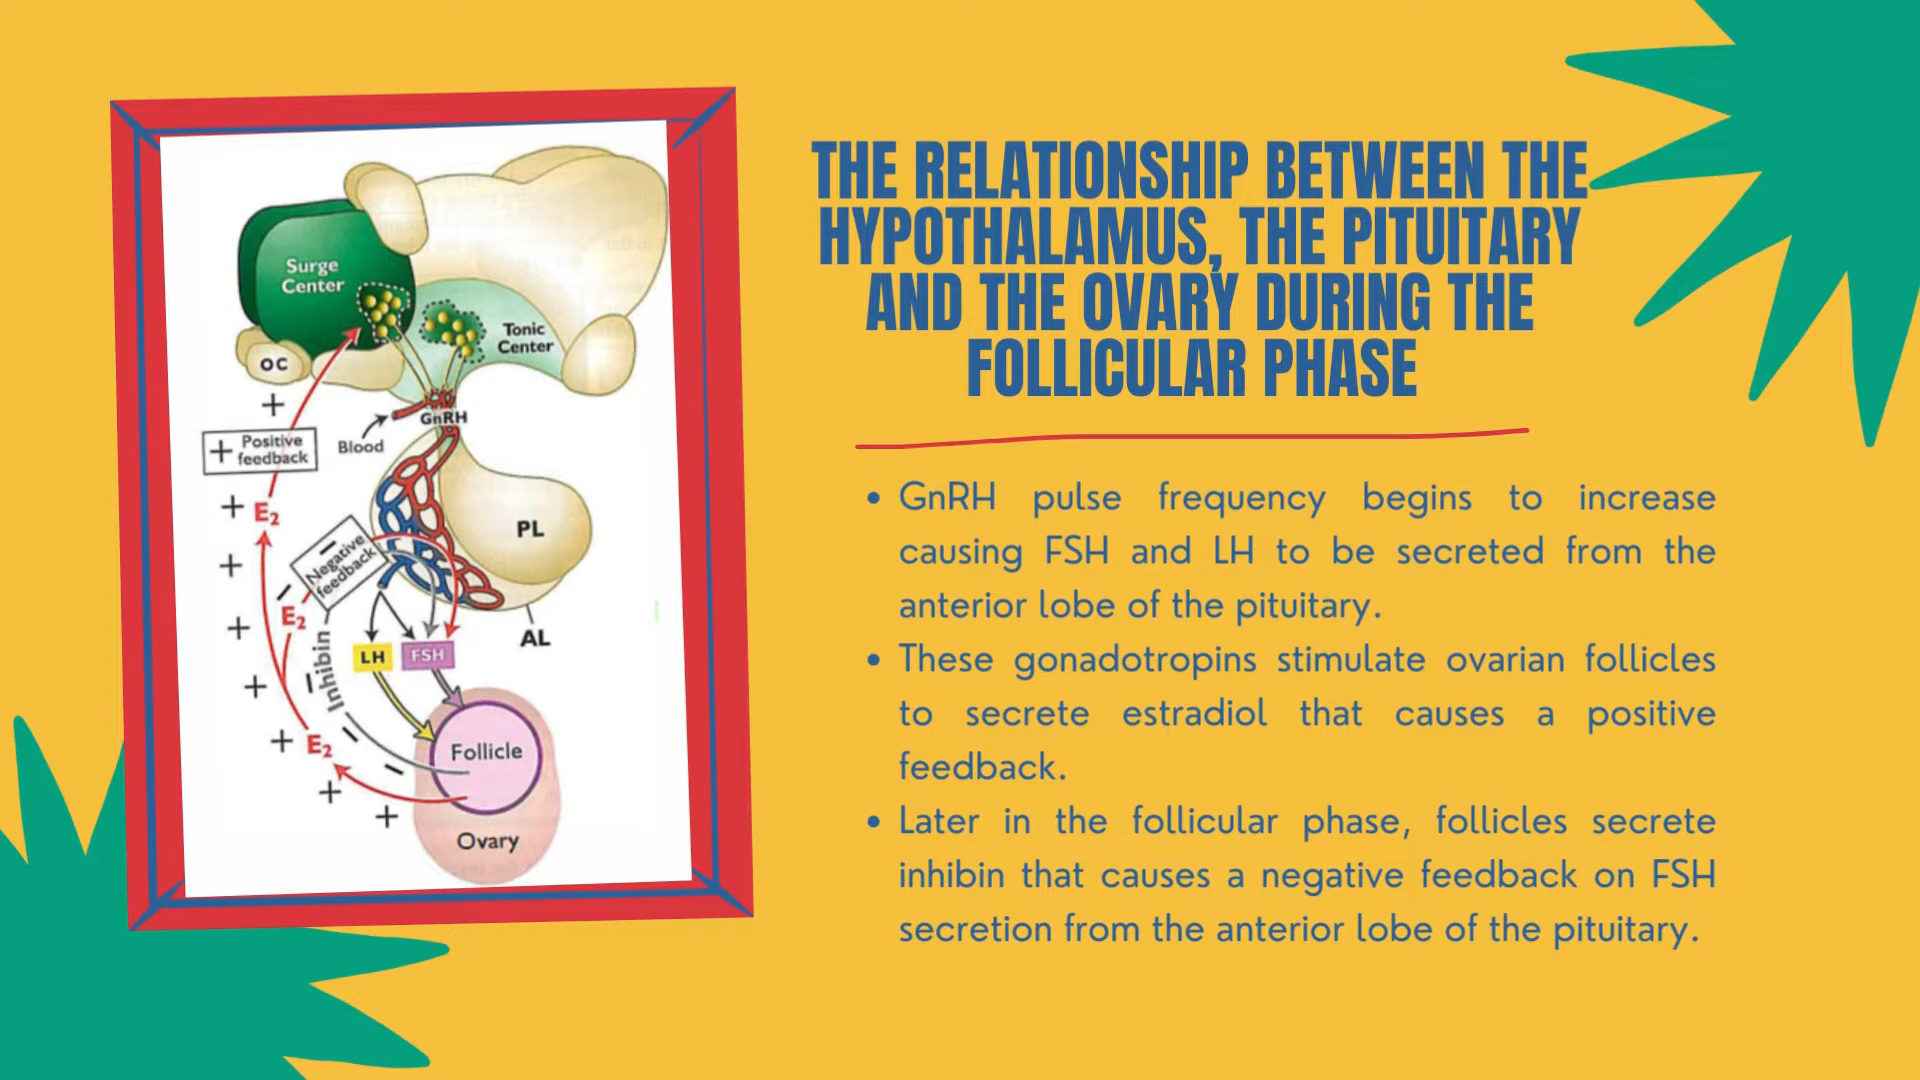 THE RELATIONSHIP BETWEEN THE
HYPOTHALAMUS, THE PITUITARY
AND THE OVARY DURING THE
FOLLICULAR PHASE
• GnRH pulse frequency begins to increase
causing FSH and LH to be secreted from the
anterior lobe of the pituitary.
• These gonadotropins stimulate ovarian follicles
to secrete estradiol that causes a positive
feedback.
• Later in the follicular phase, follicles secrete
inhibin that causes a negative feedback on FSH
secretion from the anterior lobe of the pituitary.
Surge
Center
Tonic
Center
OC
+
GnRH
Blood
+ Positive
feedback
+ E₂
PL
−
Negative
feedback
+
−
E₂
+
AL
LH
FSH
Inhibin
−
+
−
+ E₂
Follicle
−
+
+
Ovary